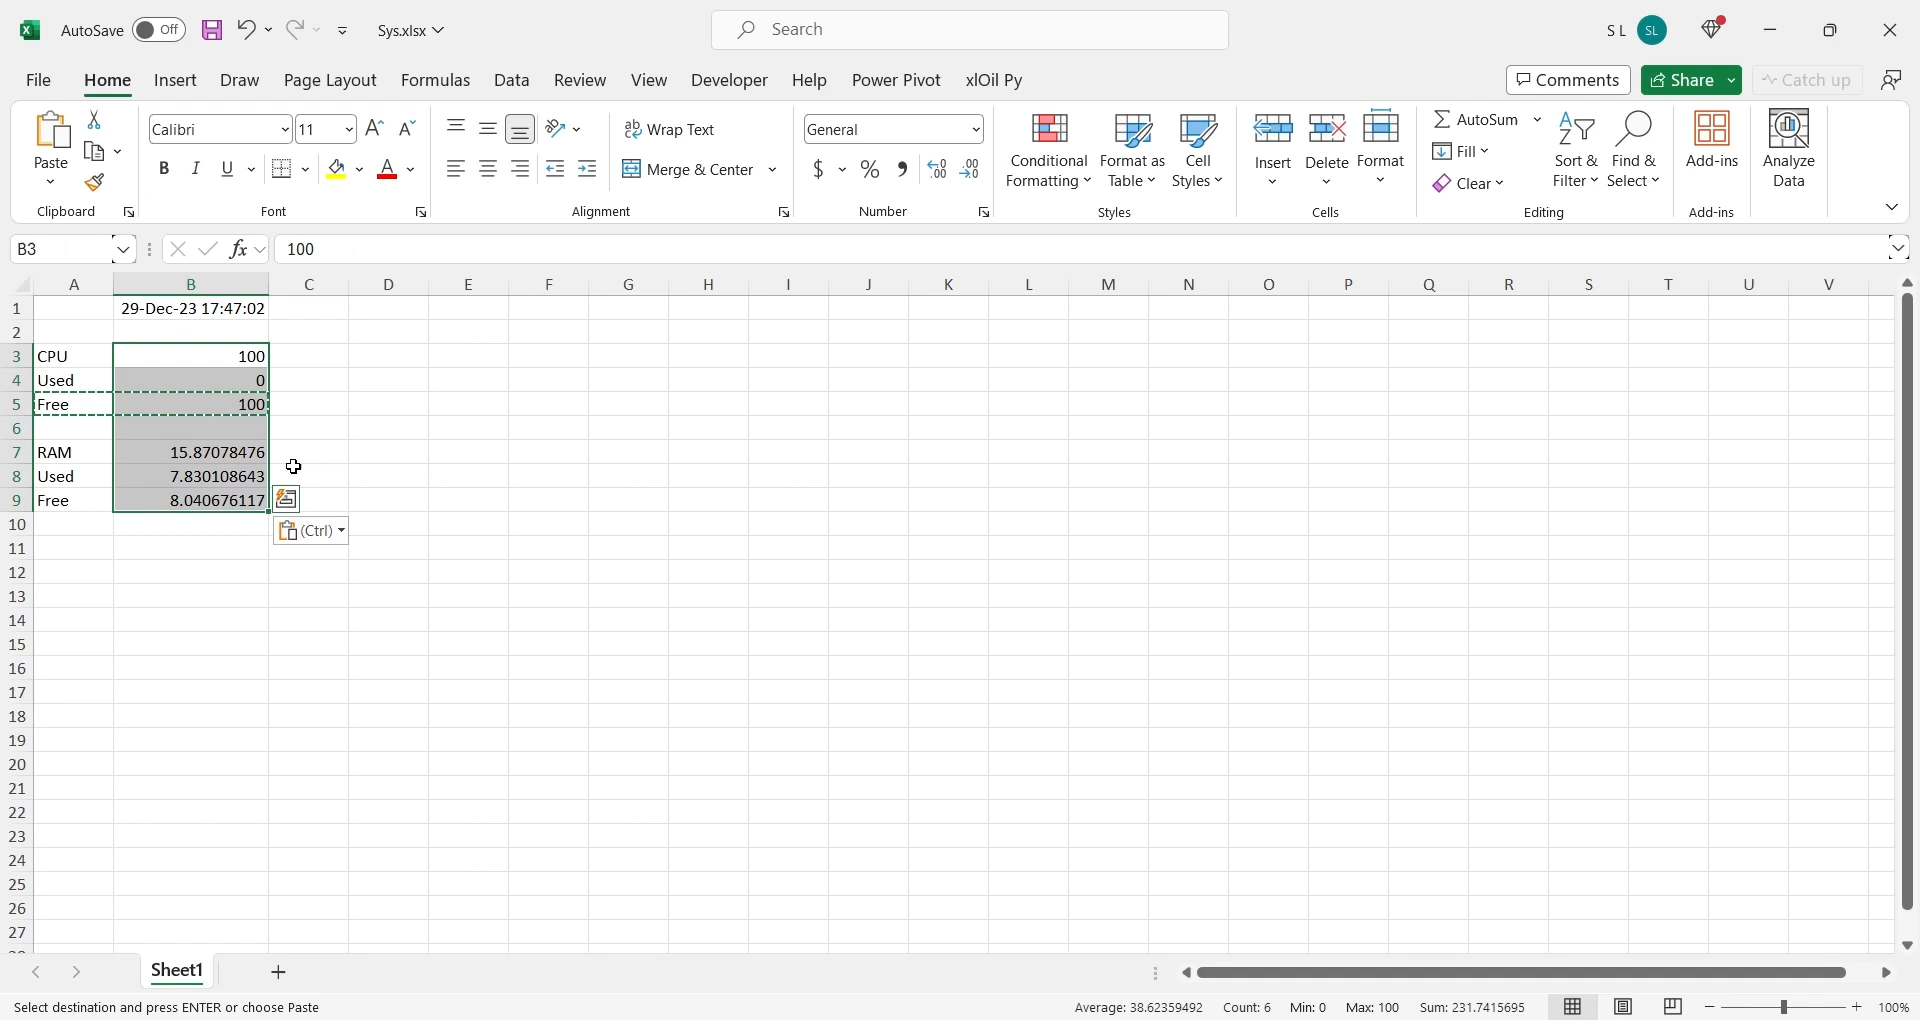 AutoSave Off Sys.xlsx Search S L SL
File Home Insert Draw Page Layout Formulas Data Review View Developer Help Power Pivot xlOil Py Comments Share Catch up
Calibri 11 Wrap Text General AutoSum
Paste B I U Merge & Center $ % Conditional Formatting Format as Table Cell Styles Insert Delete Format Fill Sort & Filter Find & Select Add-ins Analyze Data
Clear
Clipboard Font Alignment Number Styles Cells Editing Add-ins
B3 fx 100
A B C D E F G H I J K L M N O P Q R S T U V
1 29-Dec-23 17:47:02
2
3 CPU 100
4 Used 0
5 Free 100
6
7 RAM 15.87078476
8 Used 7.830108643
9 Free 8.040676117
10 (Ctrl)
11
12
13
14
15
16
17
18
19
20
21
22
23
24
25
26
27
Sheet1
Select destination and press ENTER or choose Paste Average: 38.62359492 Count: 6 Min: 0 Max: 100 Sum: 231.7415695 100%